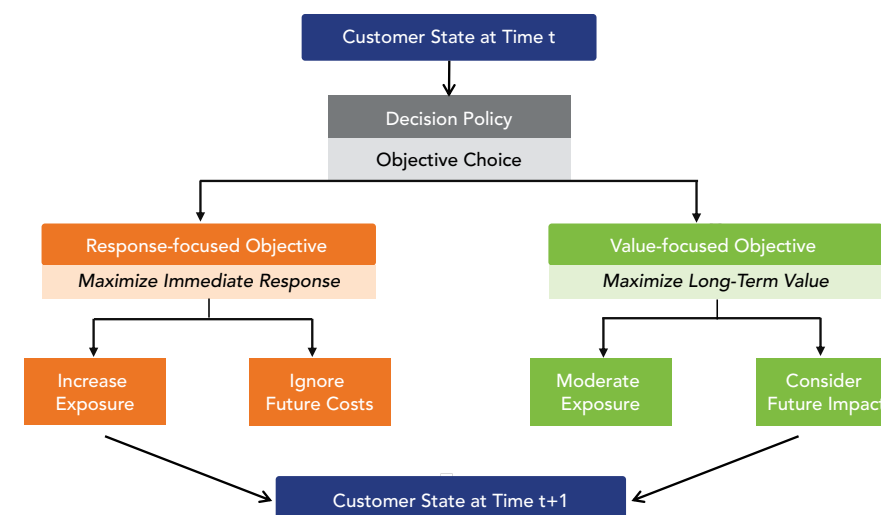 Customer State at Time t
Decision Policy
Objective Choice
Response-focused Objective
Maximize Immediate Response
Value-focused Objective
Maximize Long-Term Value
Increase
Exposure
Ignore
Future Costs
Moderate
Exposure
Consider
Future Impact
Customer State at Time t+1